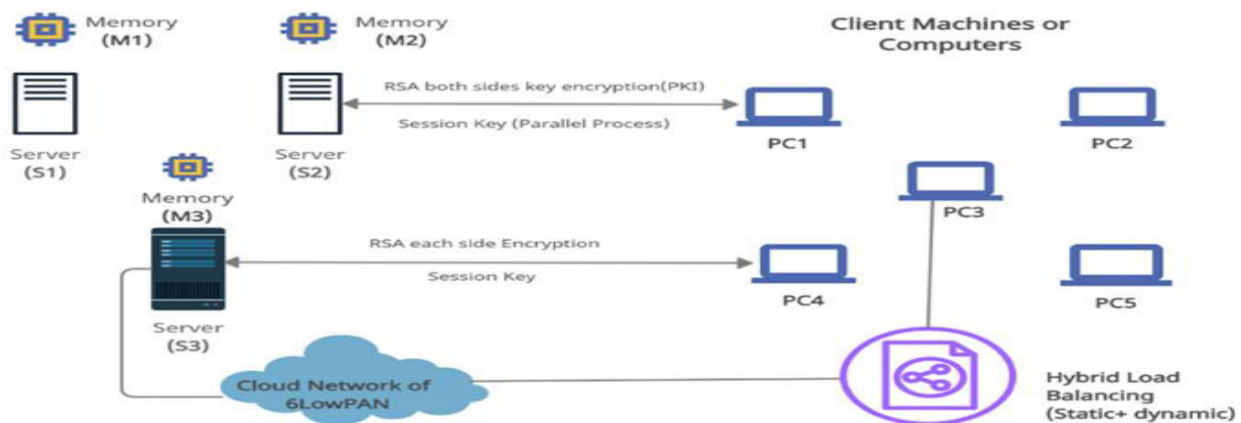 Memory
(M1)
Memory
(M2)
Client Machines or
Computers
RSA both sides key encryption(PKI)
Session Key (Parallel Process)
Server
(S1)
Server
(S2)
PC1
PC2
Memory
(M3)
PC3
RSA each side Encryption
Session Key
PC4
PC5
Server
(S3)
Cloud Network of
6LowPAN
Hybrid Load
Balancing
(Static+ dynamic)